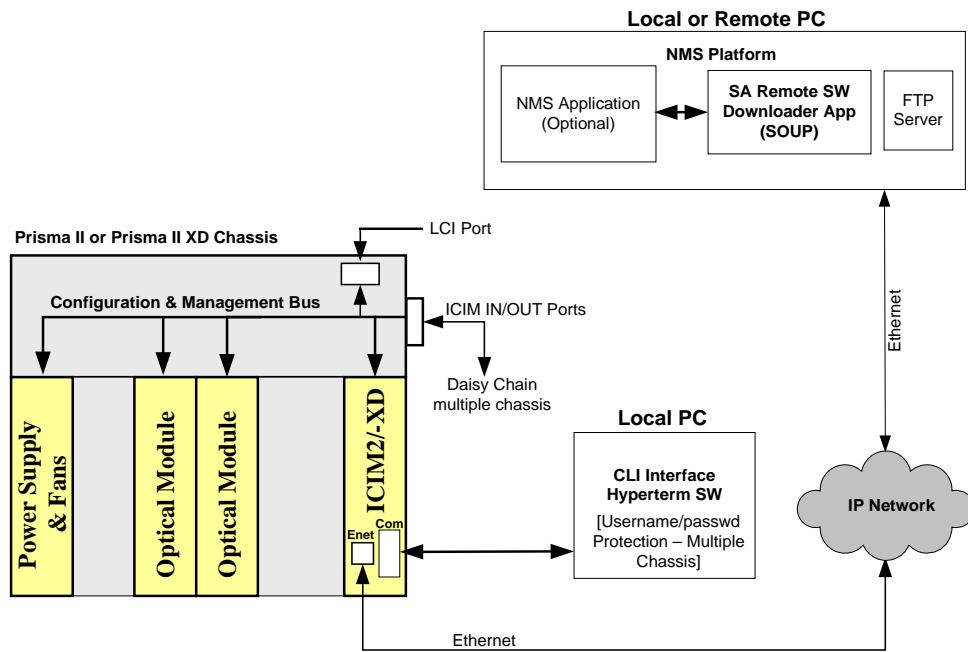 Local or Remote PC
NMS Platform
NMS Application
(Optional)
SA Remote SW
Downloader App
(SOUP)
FTP
Server
LCI Port
Prisma II or Prisma II XD Chassis
Configuration & Management Bus
ICIM IN/OUT Ports
Daisy Chain
multiple chassis
Ethernet
Power Supply
& Fans
Optical Module
Optical Module
ICIM2/-XD
Enet
Com
Local PC
CLI Interface
Hyperterm SW
[Username/passwd
Protection – Multiple
Chassis]
IP Network
Ethernet